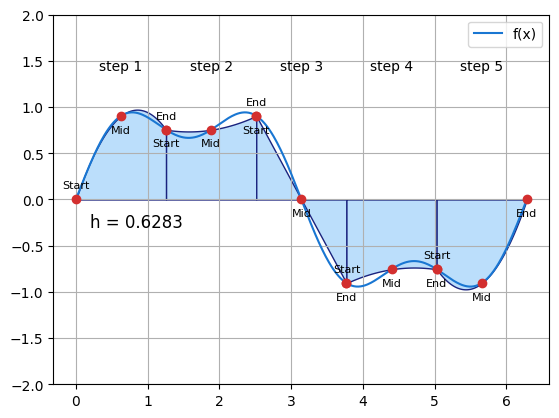 2.0
f(x)
1.5
step 1 step 2 step 3 step 4 step 5
1.0
End
End
Mid
Start Mid Start
0.5
Start
0.0
Mid End
h = 0.6283
−0.5
Start
Start
Mid End
−1.0
End Mid
−1.5
−2.0
0 1 2 3 4 5 6